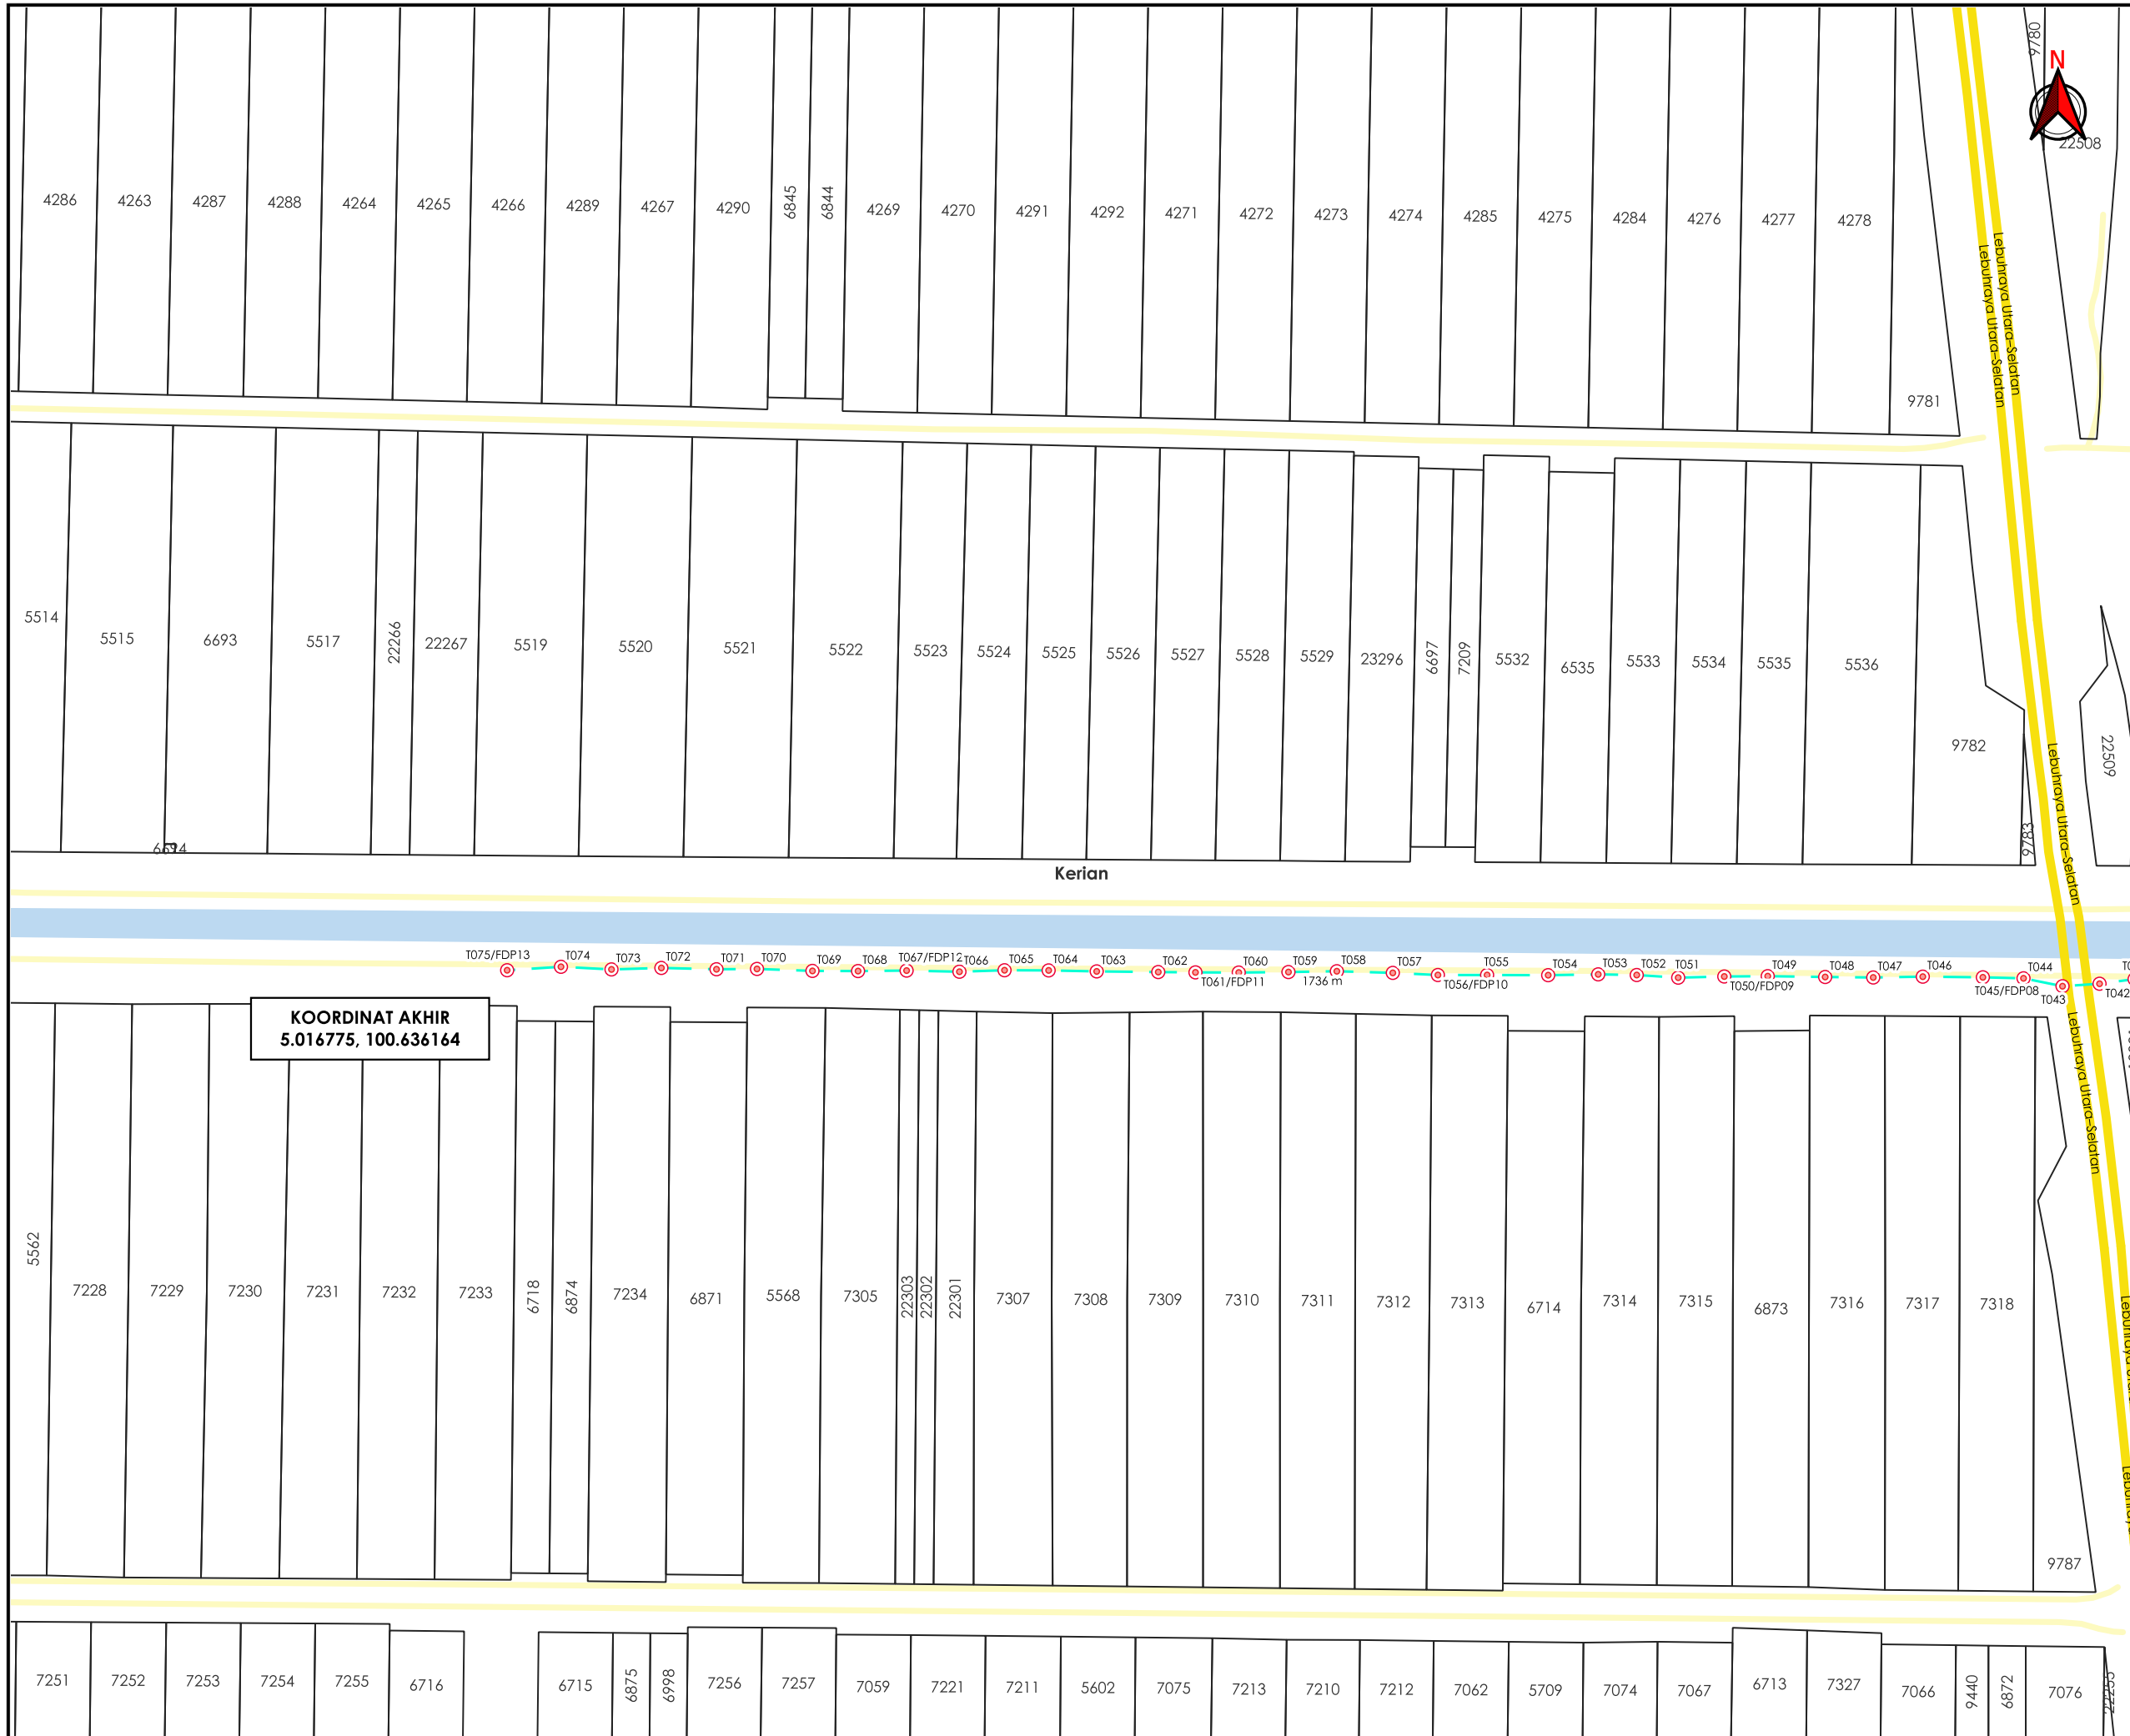 9780
N
22508
4286 4263 4287 4288 4264 4265 4266 4289 4267 4290 6845 6844 4269 4270 4291 4292 4271 4272 4273 4274 4285 4275 4284 4276 4277 4278
Lebuhraya Utara-Selatan
Lebuhraya Utara-Selatan
9781
5514 5515 6693 5517 22266 22267 5519 5520 5521 5522 5523 5524 5525 5526 5527 5528 5529 23296 6697 7209 5532 6535 5533 5534 5535 5536
9782
22509
Lebuhraya Utara-Selatan
9783
6694
Kerian
T075/FDP13 T074 T073 T072 T071 T070 T069 T068 T067/FDP12 T066 T065 T064 T063 T062 T060 T059 T058 T057 T055 T054 T053 T052 T051 T049 T048 T047 T046 T044
T061/FDP11 1736 m T056/FDP10 T050/FDP09 T045/FDP08 T043 T042
KOORDINAT AKHIR
5.016775, 100.636164
Lebuhraya Utara-Selatan
5562 7228 7229 7230 7231 7232 7233 6718 6874 7234 6871 5568 7305 22303 22302 22301 7307 7308 7309 7310 7311 7312 7313 6714 7314 7315 6873 7316 7317 7318
9787
7251 7252 7253 7254 7255 6716 6715 6875 6998 7256 7257 7059 7221 7211 5602 7075 7213 7210 7212 7062 5709 7074 7067 6713 7327 7066 9440 6872 7076